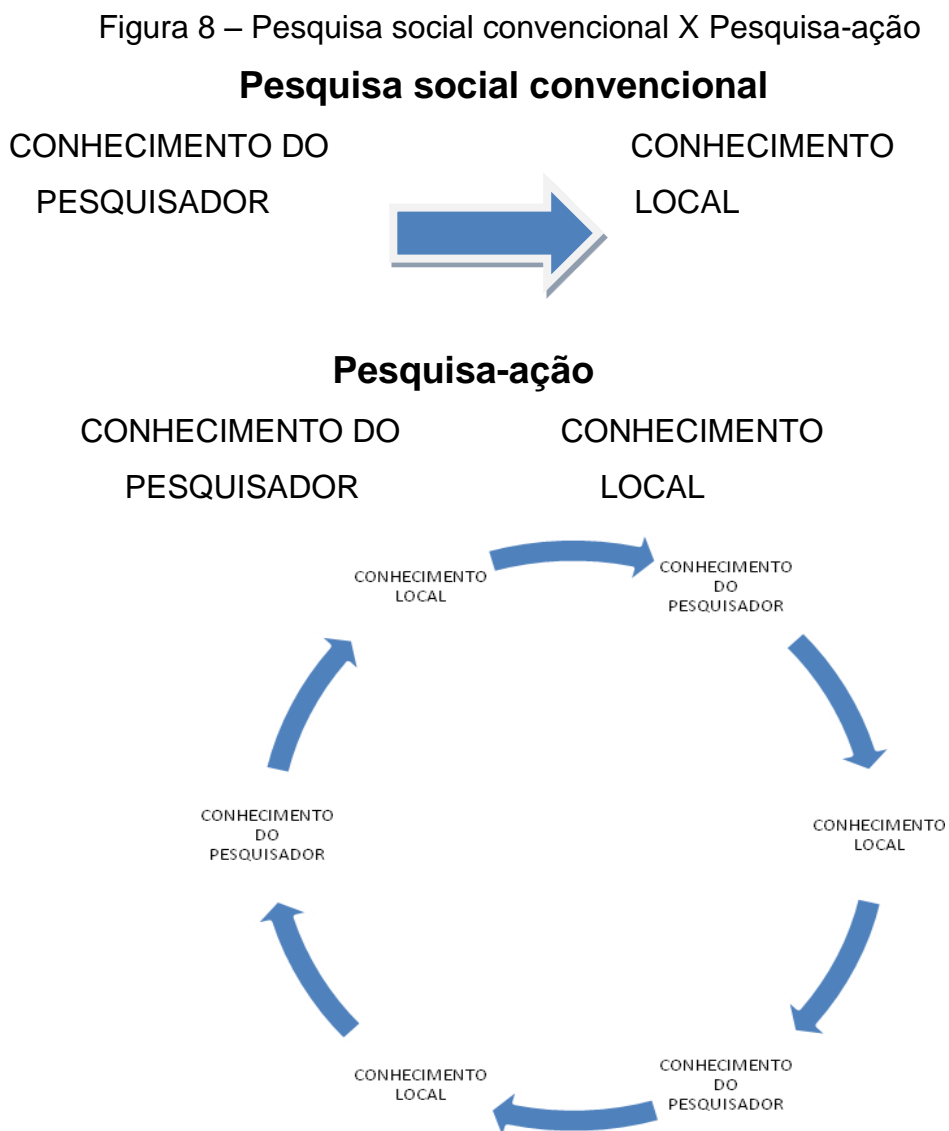 Figura 8 – Pesquisa social convencional X Pesquisa-ação
Pesquisa social convencional
CONHECIMENTO DO
PESQUISADOR
CONHECIMENTO
LOCAL
Pesquisa-ação
CONHECIMENTO DO
PESQUISADOR
CONHECIMENTO
LOCAL
CONHECIMENTO
LOCAL
CONHECIMENTO
DO
PESQUISADOR
CONHECIMENTO
LOCAL
CONHECIMENTO
DO
PESQUISADOR
CONHECIMENTO
LOCAL
CONHECIMENTO
DO
PESQUISADOR